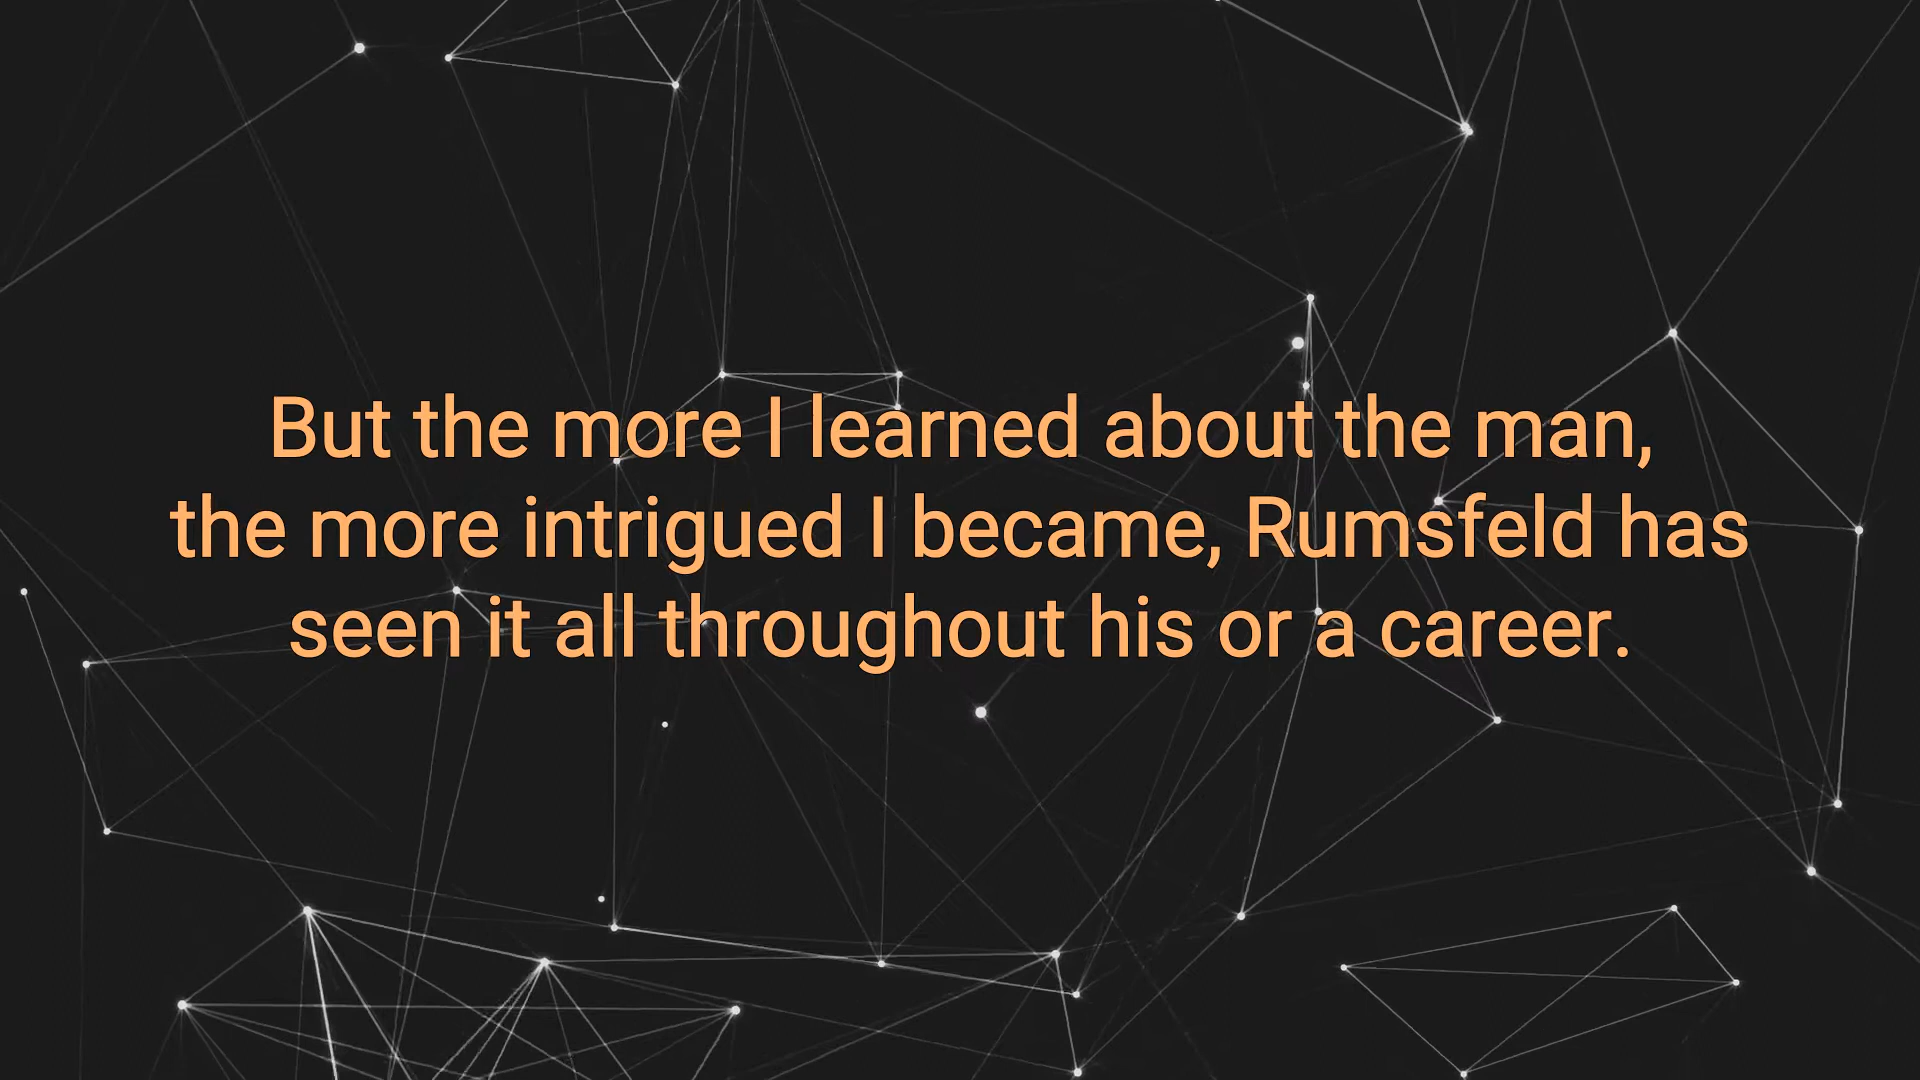 But the more I learned about the man,
the more intrigued I became, Rumsfeld has
seen it all throughout his or a career.